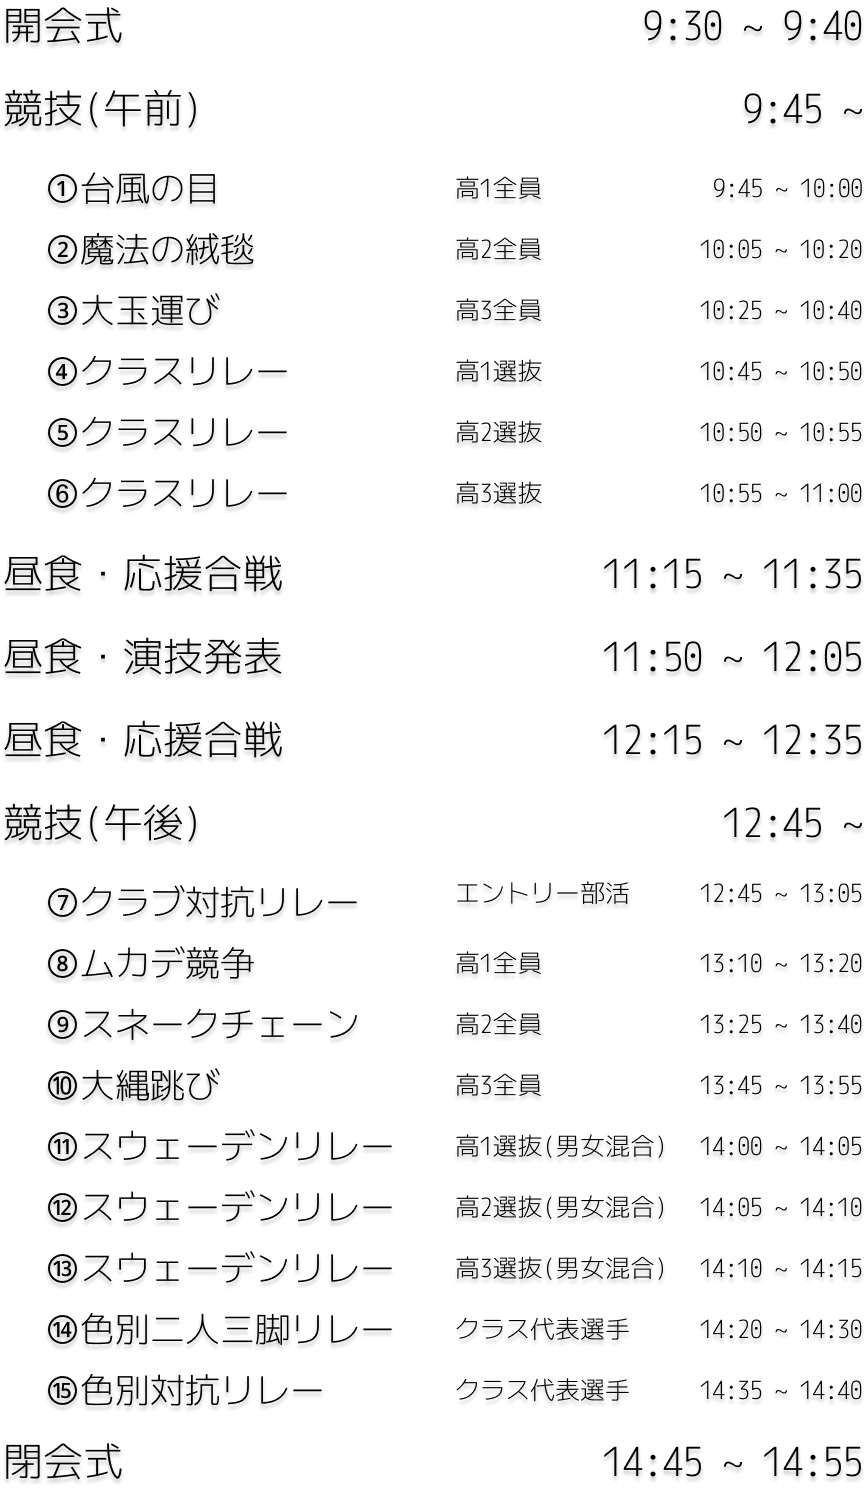 開会式 9:30 ~ 9:40
競技(午前) 9:45 ~
①台風の目 高1全員 9:45 ~ 10:00
②魔法の絨毯 高2全員 10:05 ~ 10:20
③大玉運び 高3全員 10:25 ~ 10:40
④クラスリレー 高1選抜 10:45 ~ 10:50
⑤クラスリレー 高2選抜 10:50 ~ 10:55
⑥クラスリレー 高3選抜 10:55 ~ 11:00
昼食・応援合戦 11:15 ~ 11:35
昼食・演技発表 11:50 ~ 12:05
昼食・応援合戦 12:15 ~ 12:35
競技(午後) 12:45 ~
⑦クラブ対抗リレー エントリー部活 12:45 ~ 13:05
⑧ムカデ競争 高1全員 13:10 ~ 13:20
⑨スネークチェーン 高2全員 13:25 ~ 13:40
⑩大縄跳び 高3全員 13:45 ~ 13:55
⑪スウェーデンリレー 高1選抜(男女混合) 14:00 ~ 14:05
⑫スウェーデンリレー 高2選抜(男女混合) 14:05 ~ 14:10
⑬スウェーデンリレー 高3選抜(男女混合) 14:10 ~ 14:15
⑭色別二人三脚リレー クラス代表選手 14:20 ~ 14:30
⑮色別対抗リレー クラス代表選手 14:35 ~ 14:40
閉会式 14:45 ~ 14:55